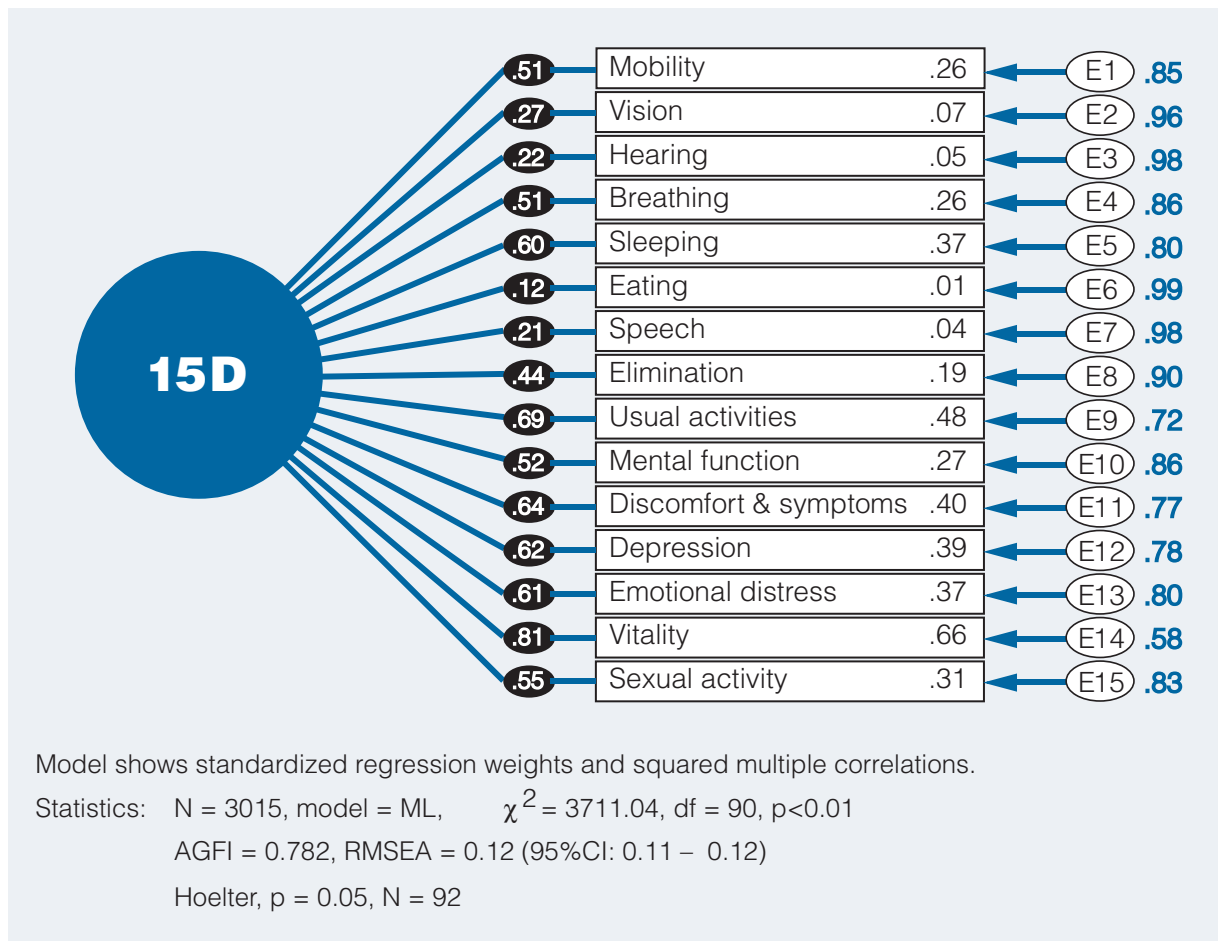 .51 Mobility .26 E1 .85
.27 Vision .07 E2 .96
.22 Hearing .05 E3 .98
.51 Breathing .26 E4 .86
.60 Sleeping .37 E5 .80
.12 Eating .01 E6 .99
.21 Speech .04 E7 .98
15D
.44 Elimination .19 E8 .90
.69 Usual activities .48 E9 .72
.52 Mental function .27 E10 .86
.64 Discomfort & symptoms .40 E11 .77
.62 Depression .39 E12 .78
.61 Emotional distress .37 E13 .80
.81 Vitality .66 E14 .58
.55 Sexual activity .31 E15 .83
Model shows standardized regression weights and squared multiple correlations.
Statistics: N = 3015, model = ML, χ² = 3711.04, df = 90, p<0.01
AGFI = 0.782, RMSEA = 0.12 (95%CI: 0.11 – 0.12)
Hoelter, p = 0.05, N = 92